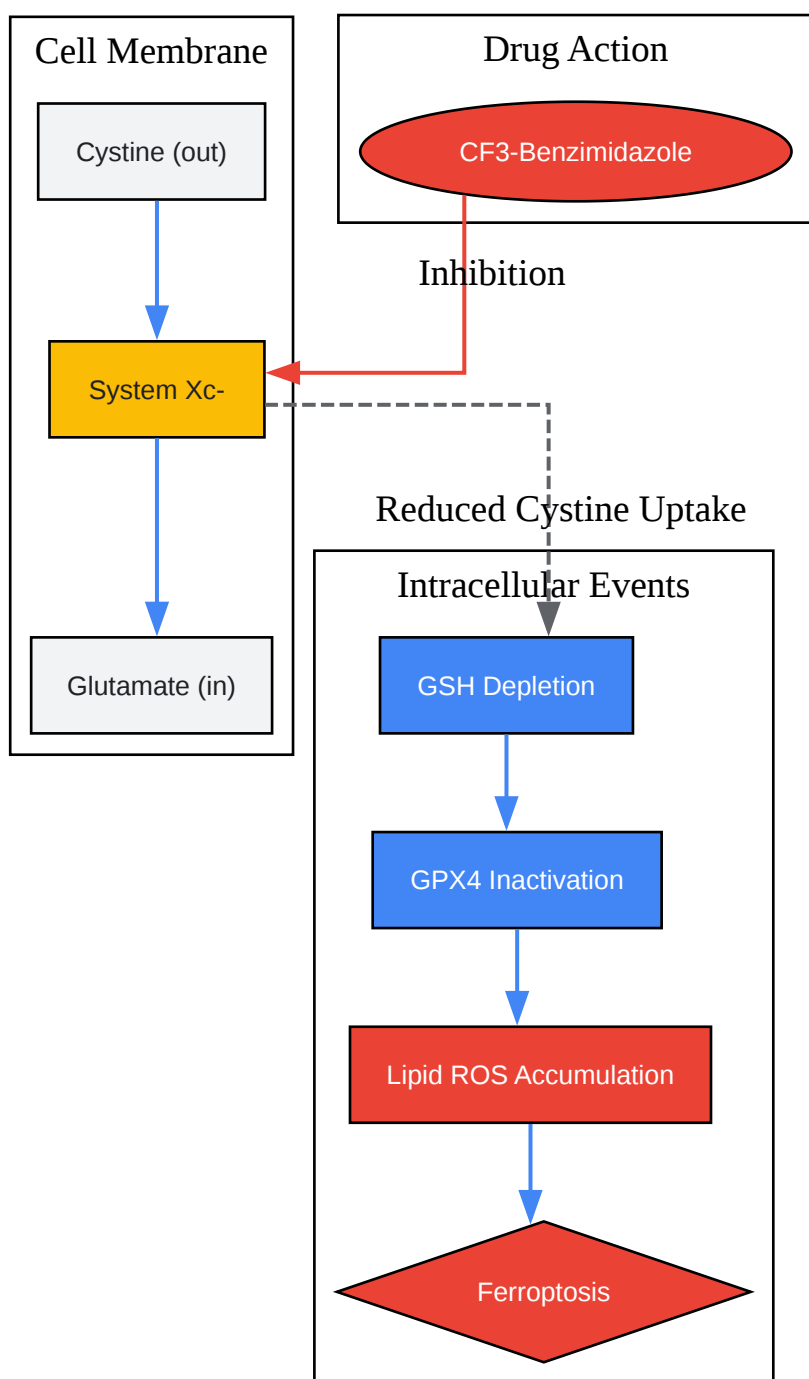 Cell Membrane
Cystine (out)
System Xc-
Glutamate (in)
Drug Action
CF3-Benzimidazole
Inhibition
Reduced Cystine Uptake
Intracellular Events
GSH Depletion
GPX4 Inactivation
Lipid ROS Accumulation
Ferroptosis